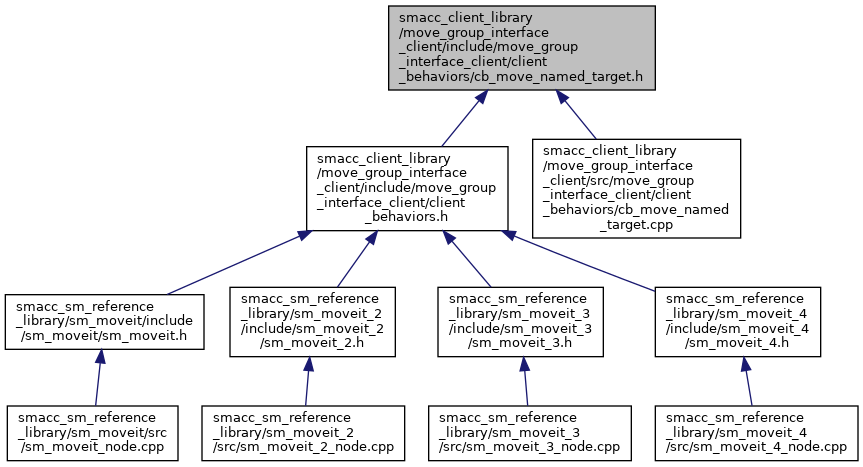 smacc_client_library
/move_group_interface
_client/include/move_group
_interface_client/client
_behaviors/cb_move_named_target.h
smacc_client_library
/move_group_interface
_client/include/move_group
_interface_client/client
_behaviors.h
smacc_client_library
/move_group_interface
_client/src/move_group
_interface_client/client
_behaviors/cb_move_named
_target.cpp
smacc_sm_reference
_library/sm_moveit/include
/sm_moveit/sm_moveit.h
smacc_sm_reference
_library/sm_moveit_2
/include/sm_moveit_2
/sm_moveit_2.h
smacc_sm_reference
_library/sm_moveit_3
/include/sm_moveit_3
/sm_moveit_3.h
smacc_sm_reference
_library/sm_moveit_4
/include/sm_moveit_4
/sm_moveit_4.h
smacc_sm_reference
_library/sm_moveit/src
/sm_moveit_node.cpp
smacc_sm_reference
_library/sm_moveit_2
/src/sm_moveit_2_node.cpp
smacc_sm_reference
_library/sm_moveit_3
/src/sm_moveit_3_node.cpp
smacc_sm_reference
_library/sm_moveit_4
/src/sm_moveit_4_node.cpp